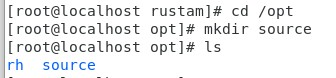 [root@localhost rustam]# cd /opt
[root@localhost opt]# mkdir source
[root@localhost opt]# ls
rh  source